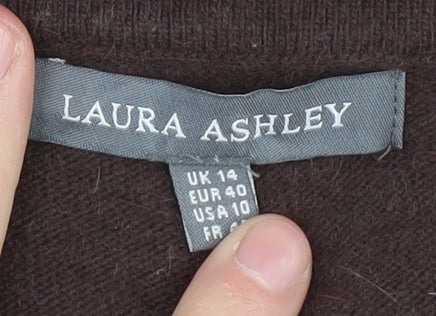 LAURA ASHLEY
UK 14
EUR 40
USA 10
FR